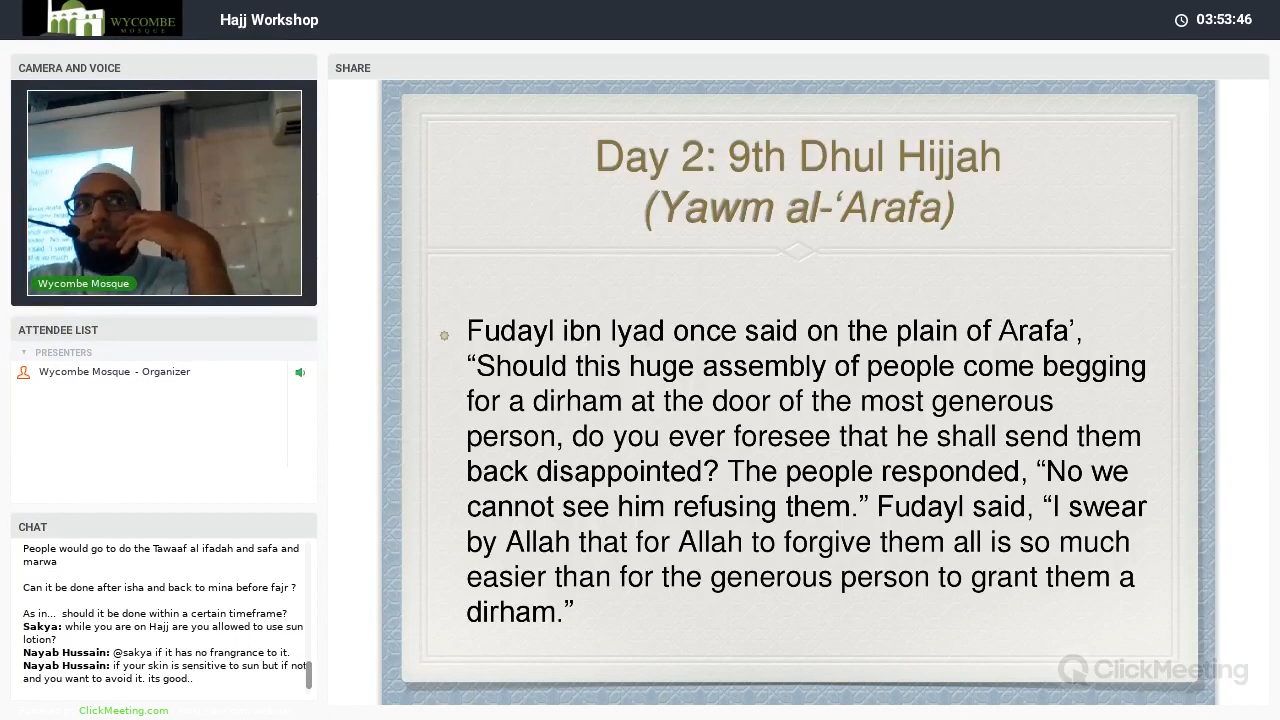 WYCOMBE
MOSQUE
Hajj Workshop
03:53:46
CAMERA AND VOICE
Wycombe Mosque
ATTENDEE LIST
PRESENTERS
Wycombe Mosque - Organizer
CHAT
People would go to do the Tawaaf al ifadah and safa and
marwa
Can it be done after isha and back to mina before fajr ?
As in... should it be done within a certain timeframe?
Sakya: while you are on Hajj are you allowed to use sun
lotion?
Nayab Hussain: @sakya if it has no frangrance to it.
Nayab Hussain: if your skin is sensitive to sun but if not
and you want to avoid it. its good..
ClickMeeting.com
SHARE
Day 2: 9th Dhul Hijjah
(Yawm al-‘Arafa)
Fudayl ibn Iyad once said on the plain of Arafa’,
“Should this huge assembly of people come begging
for a dirham at the door of the most generous
person, do you ever foresee that he shall send them
back disappointed? The people responded, “No we
cannot see him refusing them.” Fudayl said, “I swear
by Allah that for Allah to forgive them all is so much
easier than for the generous person to grant them a
dirham.”
ClickMeeting